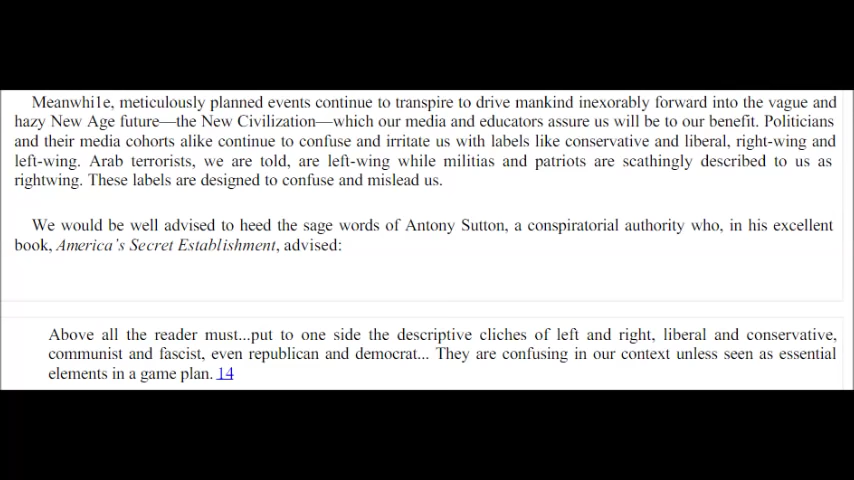 Meanwhile, meticulously planned events continue to transpire to drive mankind inexorably forward into the vague and
hazy New Age future—the New Civilization—which our media and educators assure us will be to our benefit. Politicians
and their media cohorts alike continue to confuse and irritate us with labels like conservative and liberal, right-wing and
left-wing. Arab terrorists, we are told, are left-wing while militias and patriots are scathingly described to us as
rightwing. These labels are designed to confuse and mislead us.
We would be well advised to heed the sage words of Antony Sutton, a conspiratorial authority who, in his excellent
book, America's Secret Establishment, advised:
Above all the reader must...put to one side the descriptive cliches of left and right, liberal and conservative,
communist and fascist, even republican and democrat... They are confusing in our context unless seen as essential
elements in a game plan. 14